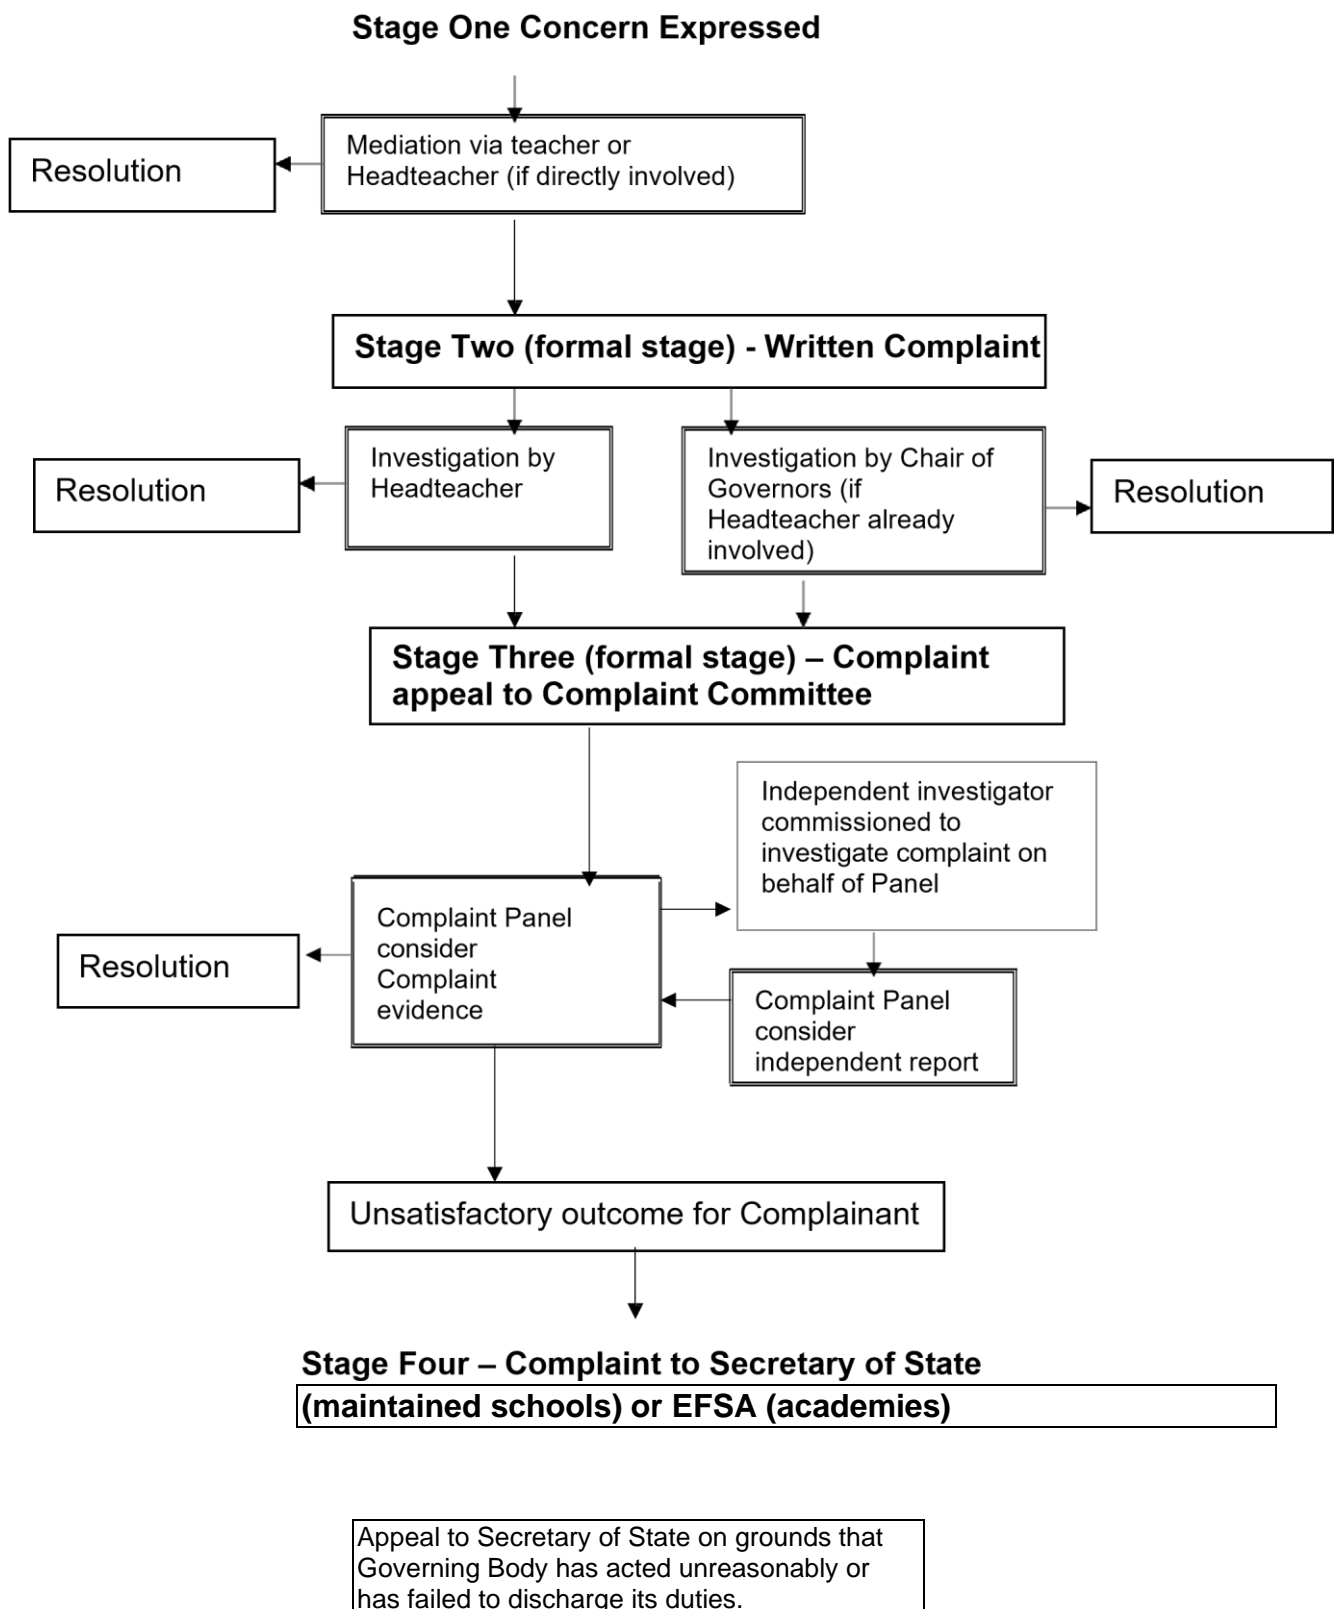 Stage One Concern Expressed
Mediation via teacher or
Headteacher (if directly involved)
Resolution
Stage Two (formal stage) - Written Complaint
Resolution
Investigation by
Headteacher
Investigation by Chair of
Governors (if
Headteacher already
involved)
Resolution
Stage Three (formal stage) – Complaint
appeal to Complaint Committee
Independent investigator
commissioned to
investigate complaint on
behalf of Panel
Complaint Panel
consider
Complaint
evidence
Resolution
Complaint Panel
consider
independent report
Unsatisfactory outcome for Complainant
Stage Four – Complaint to Secretary of State
(maintained schools) or EFSA (academies)
Appeal to Secretary of State on grounds that
Governing Body has acted unreasonably or
has failed to discharge its duties.